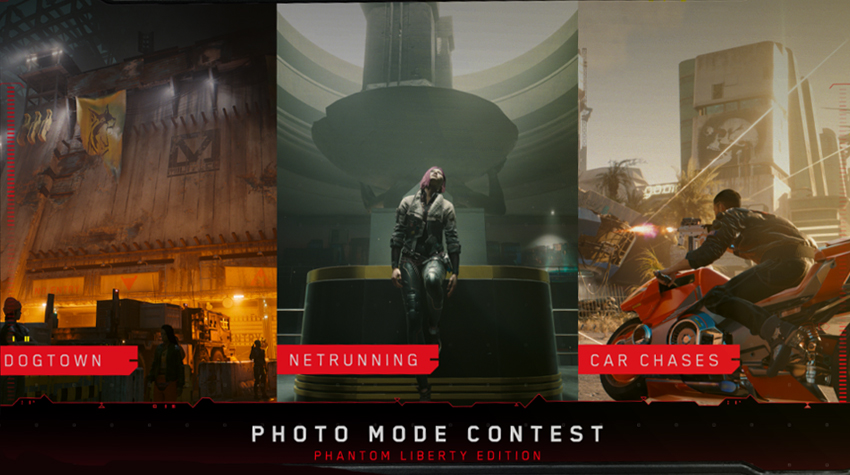 DOGTOWN
NETRUNNING
CAR CHASES
PHOTO MODE CONTEST
PHANTOM LIBERTY EDITION